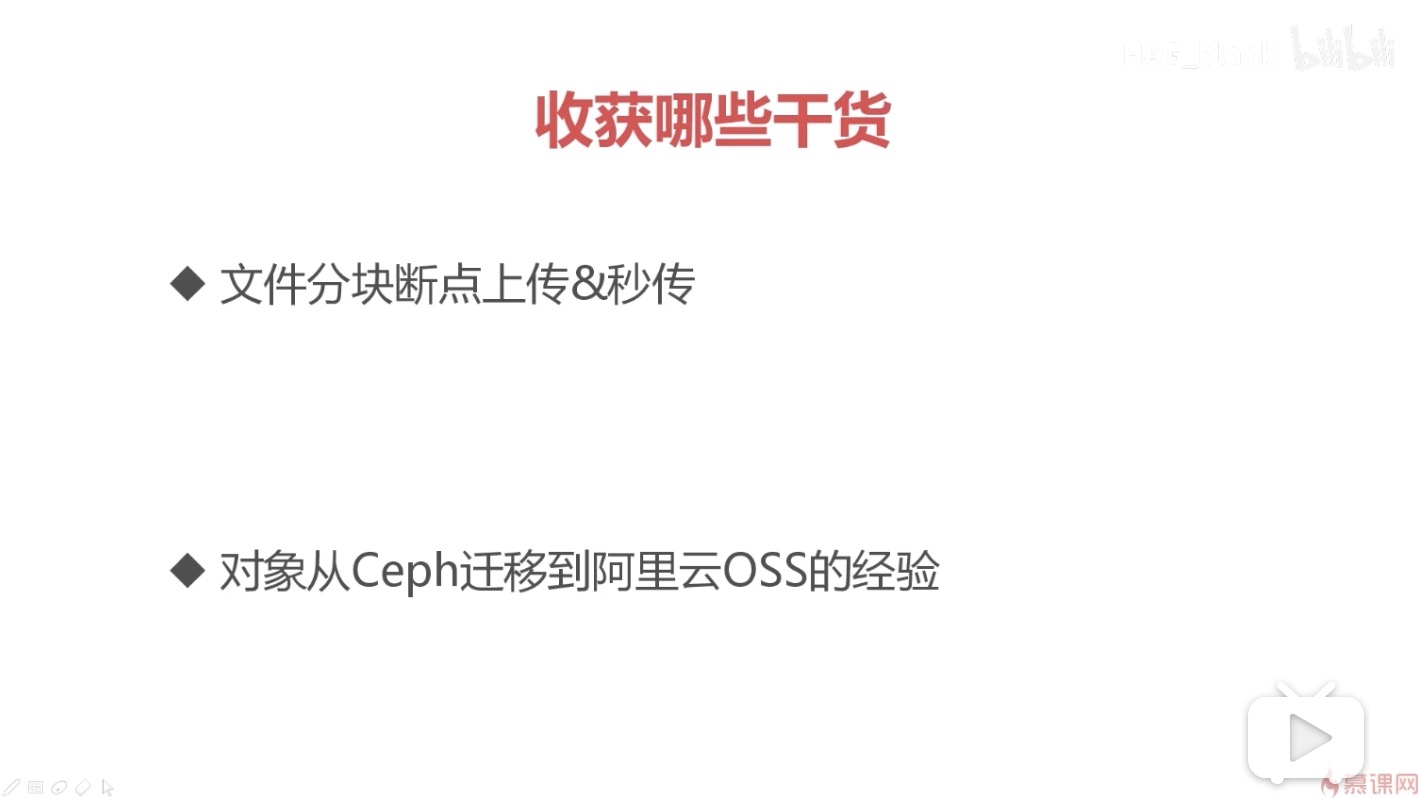 HAG_blank bilibili
收获哪些干货
◆ 文件分块断点上传&秒传
◆ 对象从Ceph迁移到阿里云OSS的经验
慕课网